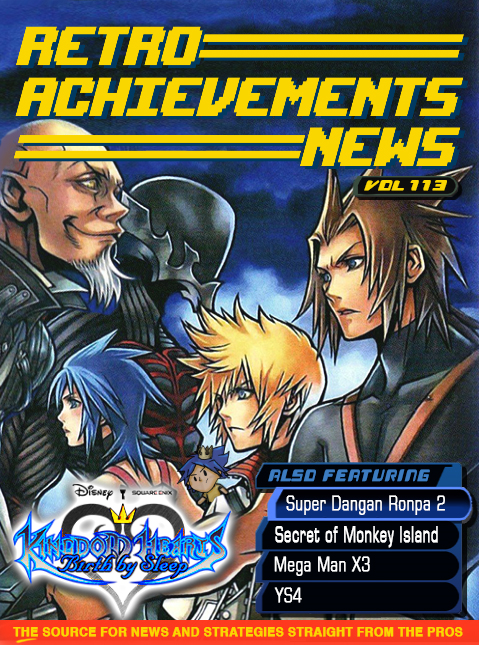 RETRO
ACHIEVEMENTS
NEWS
VOL 113
ALSO FEATURING
Super Dangan Ronpa 2
Secret of Monkey Island
Mega Man X3
YS4
Disney
SQUARE ENIX
KINGDOM HEARTS
Birth by Sleep
THE SOURCE FOR NEWS AND STRATEGIES STRAIGHT FROM THE PROS